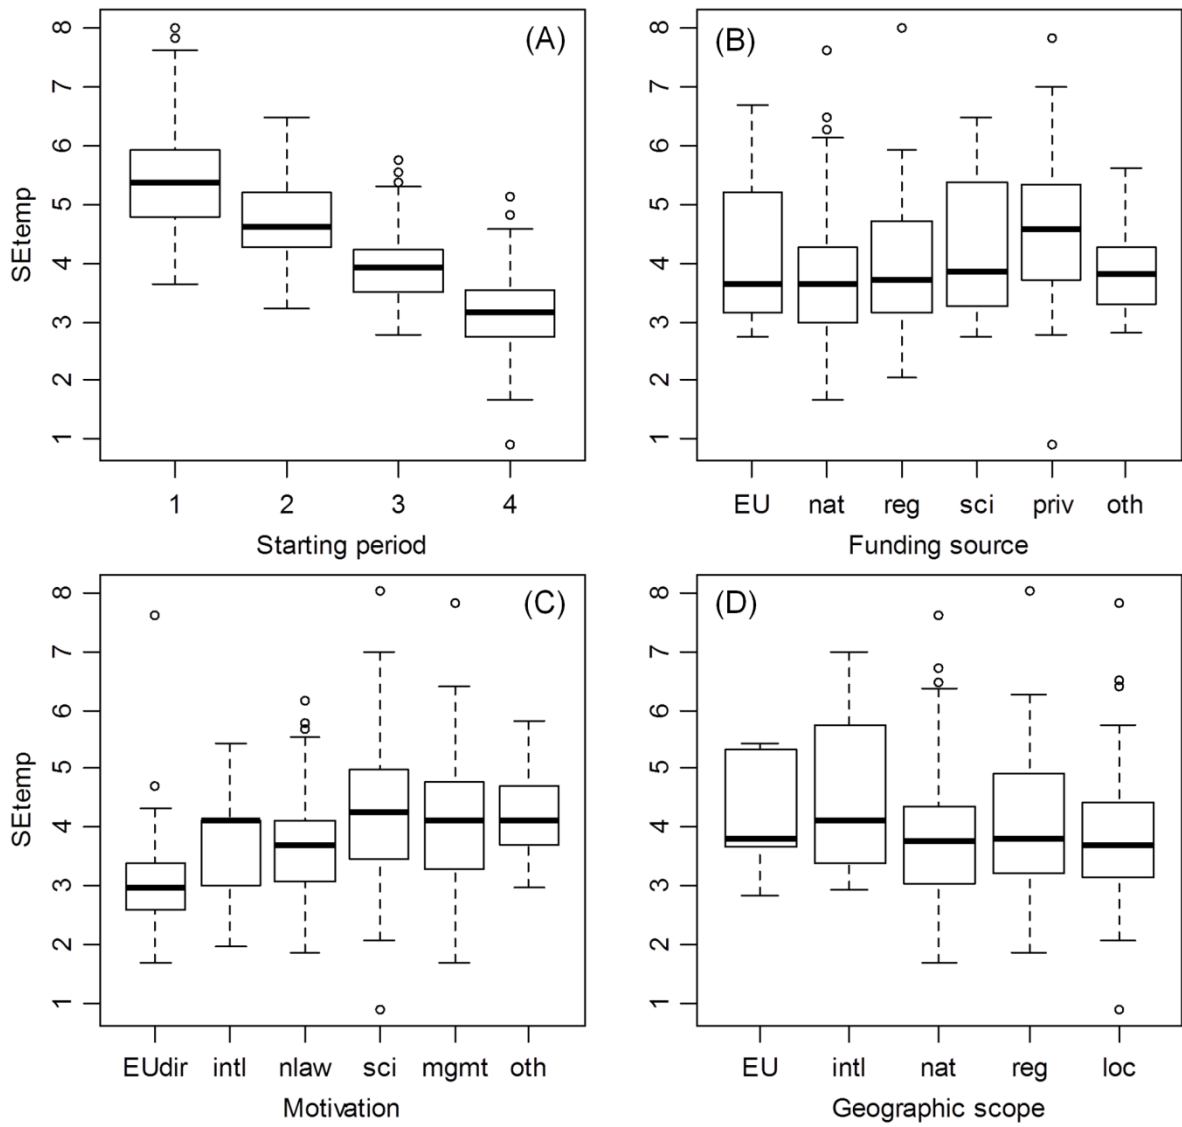 (A)
SEtemp
8
7
6
5
4
3
2
1
1 2 3 4
Starting period
(B)
8
7
6
5
4
3
2
1
EU nat reg sci priv oth
Funding source
(C)
SEtemp
8
7
6
5
4
3
2
1
EUdir intl nlaw sci mgmt oth
Motivation
(D)
8
7
6
5
4
3
2
1
EU intl nat reg loc
Geographic scope